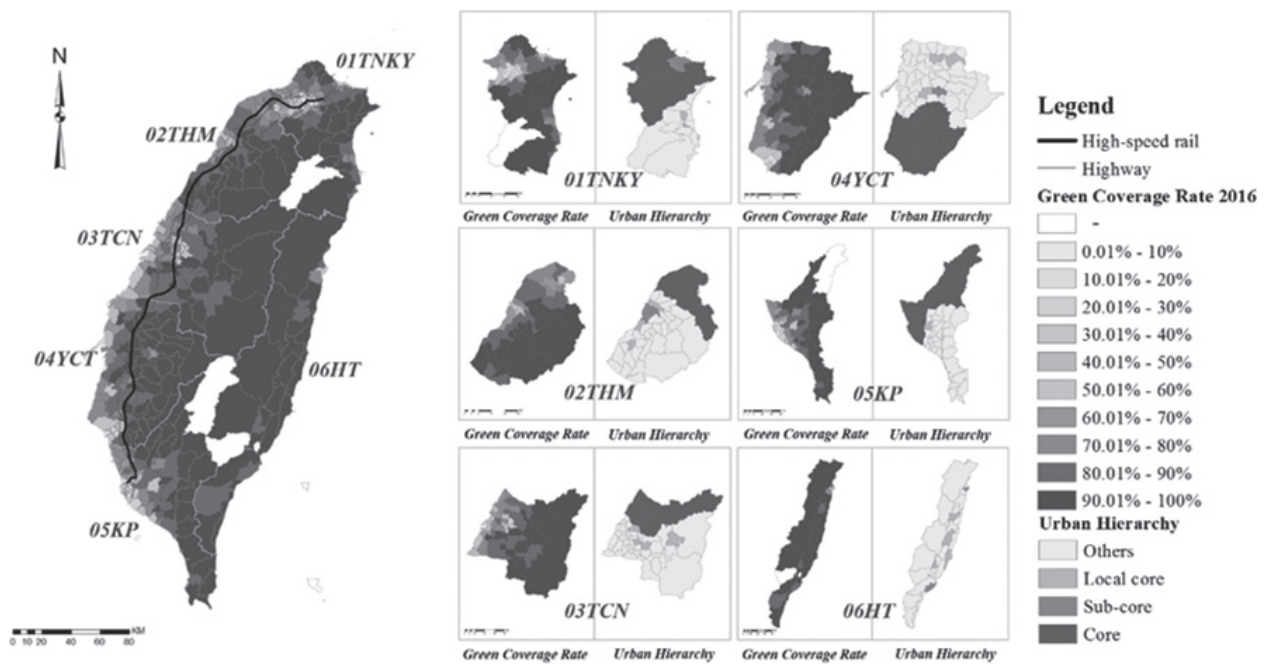 N
01TNKY
02THM
03TCN
04YCT
05KP
06HT
KM
0 10 20 40 60 80
01TNKY
Green Coverage Rate Urban Hierarchy
04YCT
Green Coverage Rate Urban Hierarchy
02THM
Green Coverage Rate Urban Hierarchy
05KP
Green Coverage Rate Urban Hierarchy
03TCN
Green Coverage Rate Urban Hierarchy
06HT
Green Coverage Rate Urban Hierarchy
Legend
High-speed rail
Highway
Green Coverage Rate 2016
-
0.01% - 10%
10.01% - 20%
20.01% - 30%
30.01% - 40%
40.01% - 50%
50.01% - 60%
60.01% - 70%
70.01% - 80%
80.01% - 90%
90.01% - 100%
Urban Hierarchy
Others
Local core
Sub-core
Core